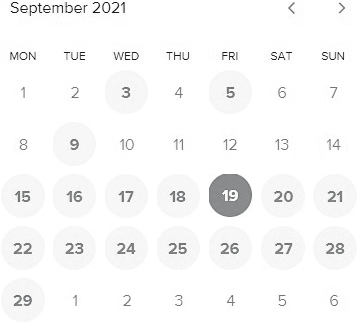 September 2021
MON TUE WED THU FRI SAT SUN
1 2 3 4 5 6 7
8 9 10 11 12 13 14
15 16 17 18 19 20 21
22 23 24 25 26 27 28
29 1 2 3 4 5 6